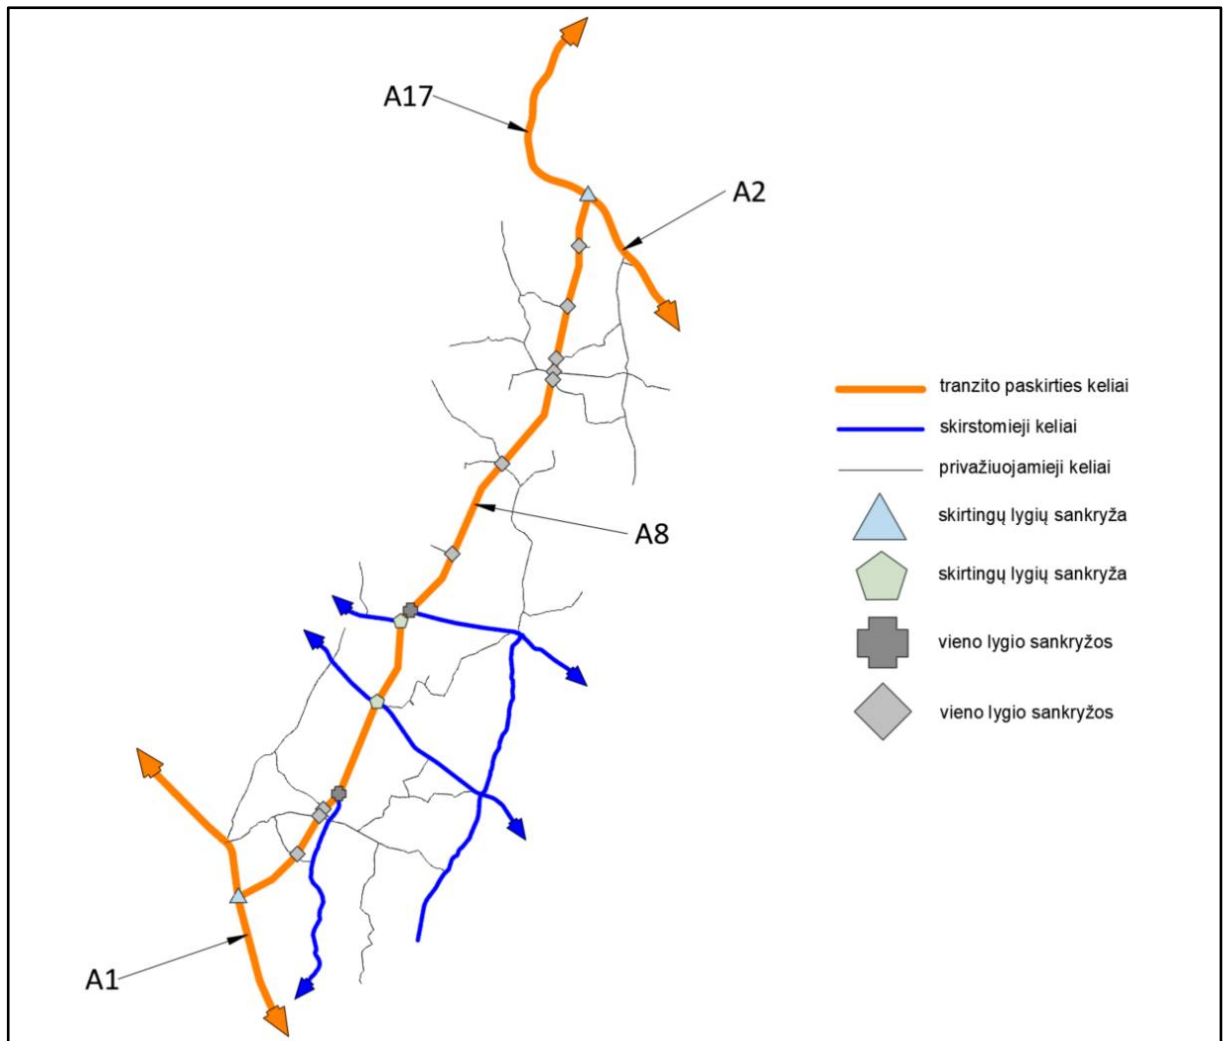 A17
A2
A8
A1
tranzito paskirties keliai
skirstomieji keliai
privažiuojamieji keliai
skirtingų lygių sankryža
skirtingų lygių sankryža
vieno lygio sankryžos
vieno lygio sankryžos